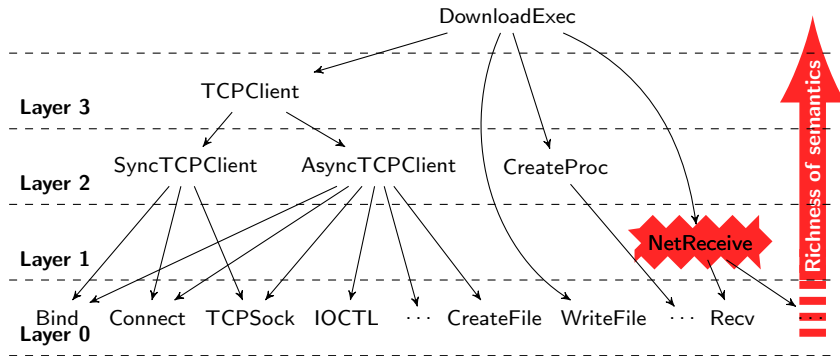 DownloadExec
TCPClient
Layer 3
SyncTCPClient AsyncTCPClient CreateProc
Layer 2
NetReceive
Layer 1
Bind Connect TCPSock IOCTL ··· CreateFile WriteFile ··· Recv ···
Layer 0
Richness of semantics